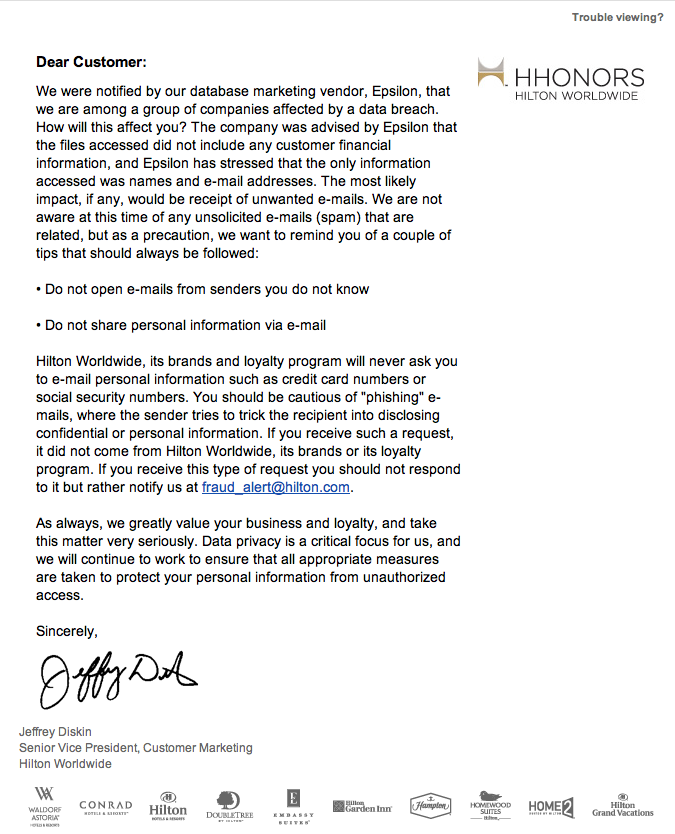 Trouble viewing?
Dear Customer:
HHONORS
HILTON WORLDWIDE
We were notified by our database marketing vendor, Epsilon, that
we are among a group of companies affected by a data breach.
How will this affect you? The company was advised by Epsilon that
the files accessed did not include any customer financial
information, and Epsilon has stressed that the only information
accessed was names and e-mail addresses. The most likely
impact, if any, would be receipt of unwanted e-mails. We are not
aware at this time of any unsolicited e-mails (spam) that are
related, but as a precaution, we want to remind you of a couple of
tips that should always be followed:
• Do not open e-mails from senders you do not know
• Do not share personal information via e-mail
Hilton Worldwide, its brands and loyalty program will never ask you
to e-mail personal information such as credit card numbers or
social security numbers. You should be cautious of "phishing" e-
mails, where the sender tries to trick the recipient into disclosing
confidential or personal information. If you receive such a request,
it did not come from Hilton Worldwide, its brands or its loyalty
program. If you receive this type of request you should not respond
to it but rather notify us at fraud_alert@hilton.com.
As always, we greatly value your business and loyalty, and take
this matter very seriously. Data privacy is a critical focus for us, and
we will continue to work to ensure that all appropriate measures
are taken to protect your personal information from unauthorized
access.
Sincerely,
Jeffrey Diskin
Senior Vice President, Customer Marketing
Hilton Worldwide
WALDORF
ASTORIA
HOTELS & RESORTS
CONRAD
HOTELS & RESORTS
Hilton
HOTELS & RESORTS
DOUBLETREE
BY HILTON
EMBASSY
SUITES
Hilton
Garden Inn
Hampton
HOMEWOOD
SUITES
Hilton
HOME2
SUITES BY HILTON
Hilton
Grand Vacations